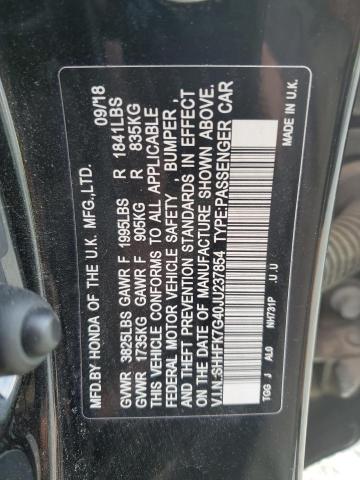 MFD.BY HONDA OF THE U.K. MFG.,LTD. 09/18
GVWR 3825LBS GAWR F 1995LBS R 1841LBS
GVWR 1735KG GAWR F 905KG R 835KG
THIS VEHICLE CONFORMS TO ALL APPLICABLE
FEDERAL MOTOR VEHICLE SAFETY , BUMPER ,
AND THEFT PREVENTION STANDARDS IN EFFECT
ON THE DATE OF MANUFACTURE SHOWN ABOVE.
V.I.N:SHHFK7G40JU237854 TYPE:PASSENGER CAR
TGG J AL0 NH731P .U.U MADE IN U.K.